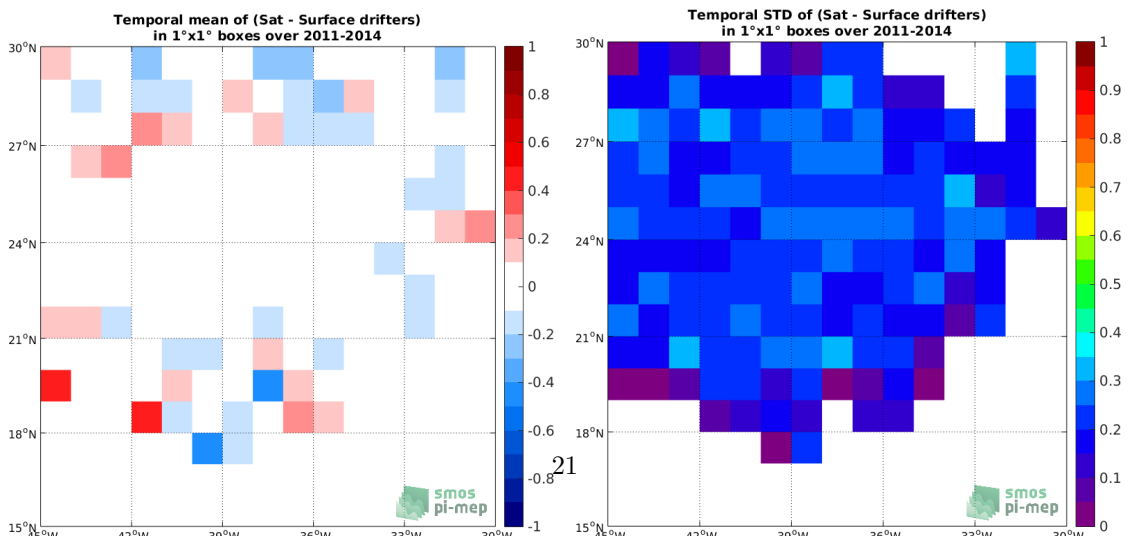 Temporal mean of (Sat - Surface drifters)
in 1°x1° boxes over 2011-2014
30°N
27°N
24°N
21°N
18°N
15°N
45°W
42°W
39°W
36°W
33°W
30°W
1
0.8
0.6
0.4
0.2
0
-0.2
-0.4
-0.6
-0.8
-1
smos
pi-mep
21
Temporal STD of (Sat - Surface drifters)
in 1°x1° boxes over 2011-2014
30°N
27°N
24°N
21°N
18°N
15°N
45°W
42°W
39°W
36°W
33°W
30°W
1
0.9
0.8
0.7
0.6
0.5
0.4
0.3
0.2
0.1
0
smos
pi-mep